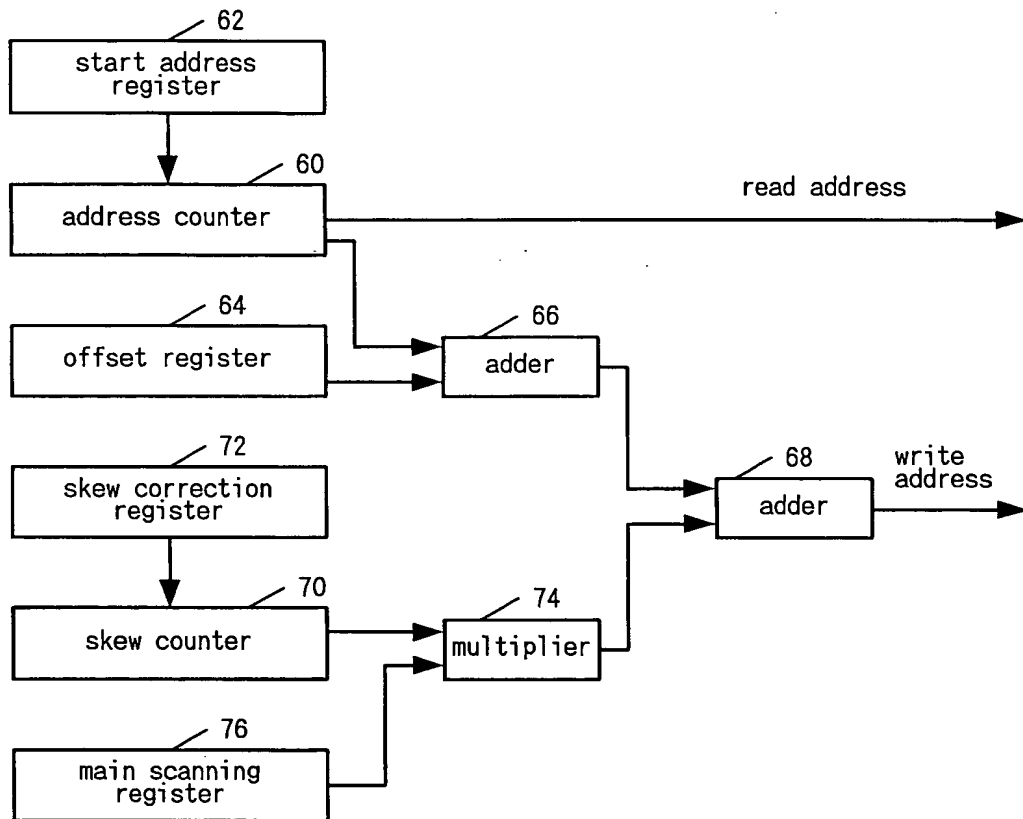 62
start address
register
60
address counter
read address
64
offset register
66
adder
72
skew correction
register
68
adder
write
address
70
skew counter
74
multiplier
76
main scanning
register